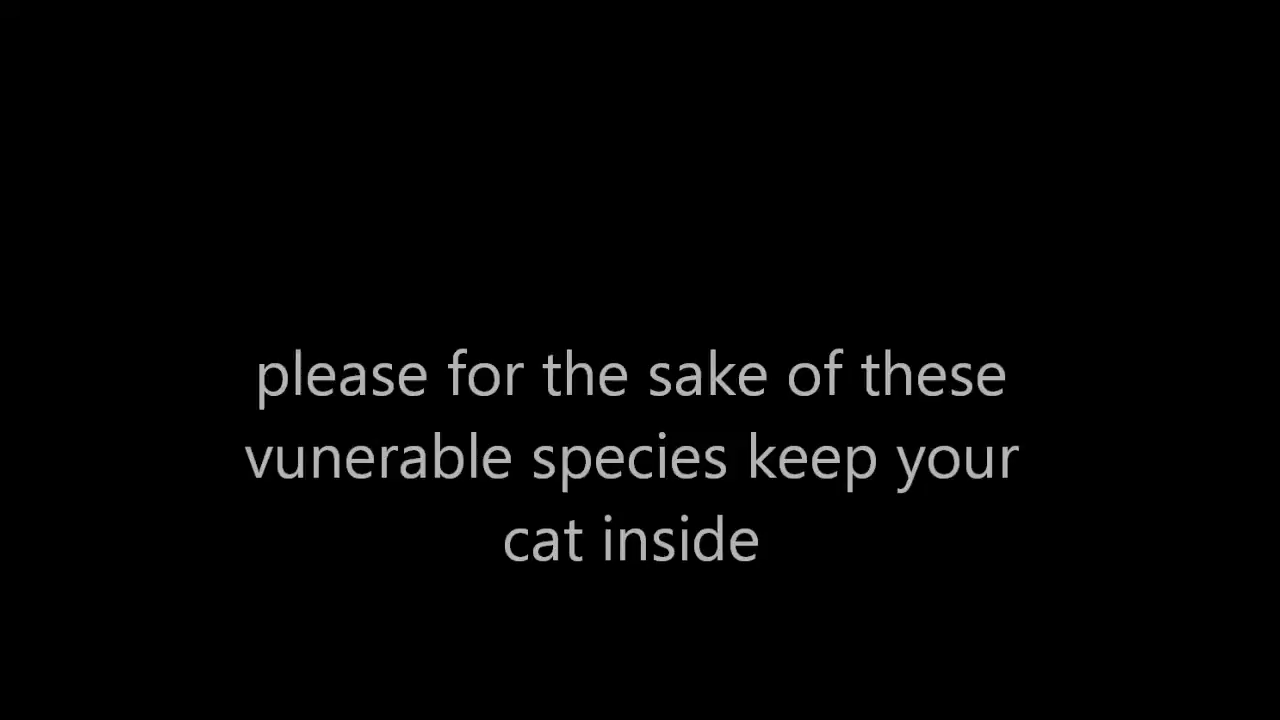 please for the sake of these
vunerable species keep your
cat inside